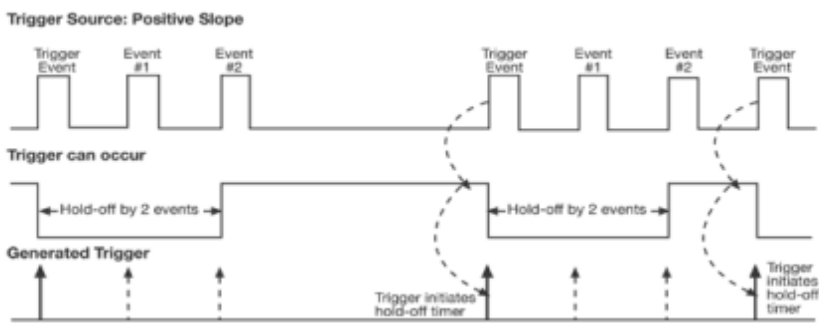 Trigger Source: Positive Slope
Trigger Event
Event #1
Event #2
Trigger Event
Event #1
Event #2
Trigger Event
Trigger can occur
Hold-off by 2 events
Hold-off by 2 events
Generated Trigger
Trigger initiates
hold-off timer
Trigger
initiates
hold-off
timer